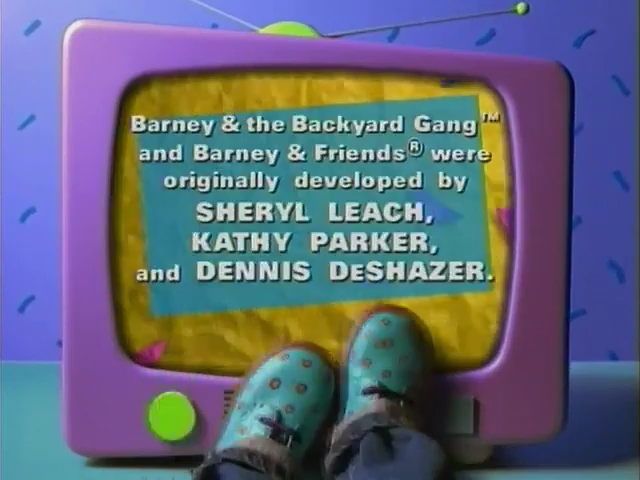 Barney & the Backyard Gang™
and Barney & Friends® were
originally developed by
SHERYL LEACH,
KATHY PARKER,
and DENNIS DeSHAZER.